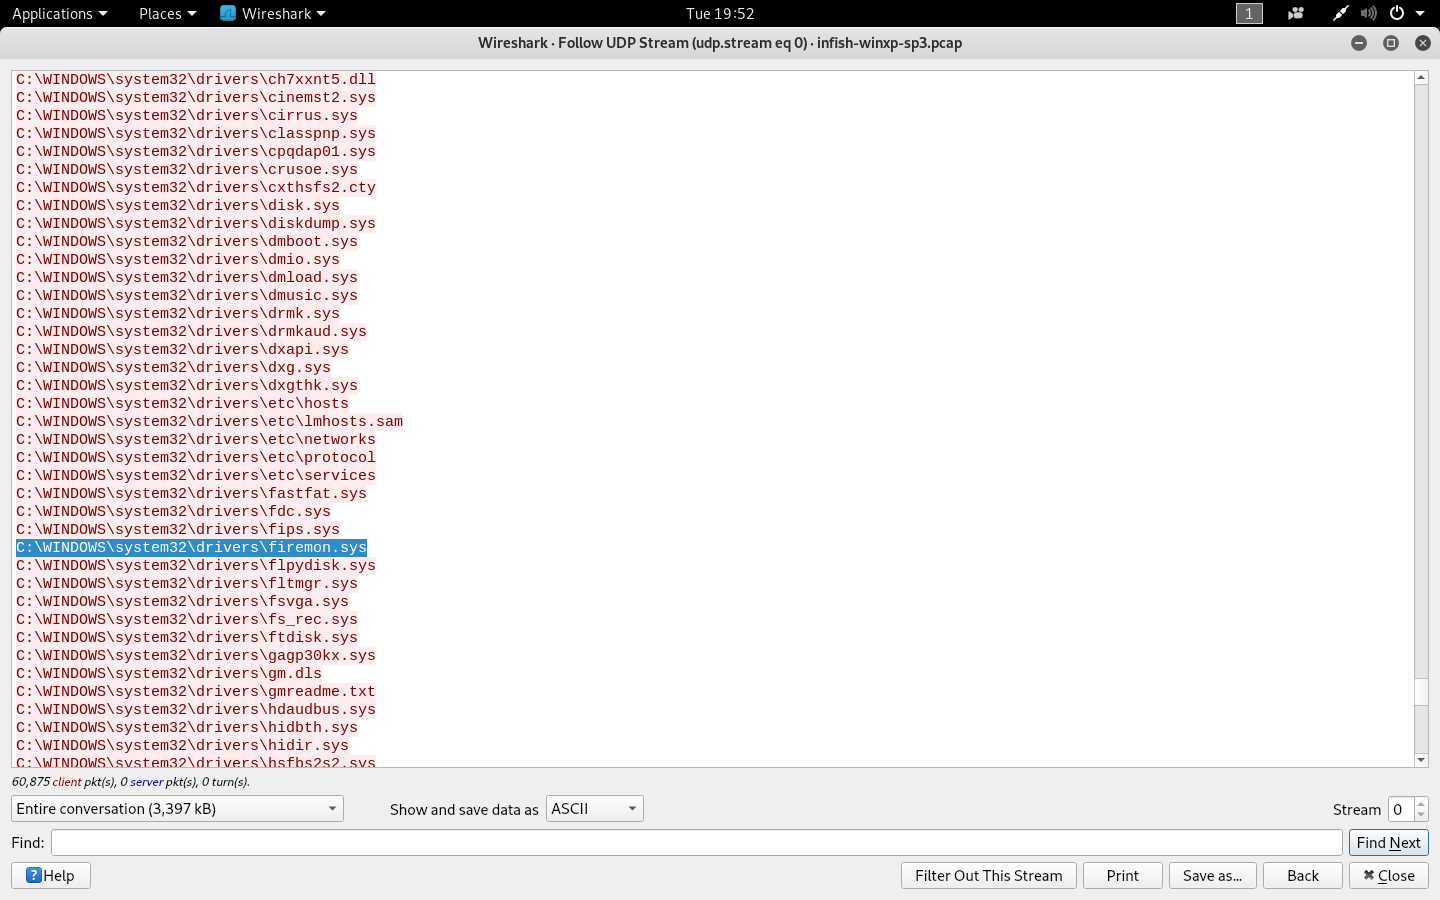 Applications Places Wireshark Tue 19:52 1
Wireshark · Follow UDP Stream (udp.stream eq 0) · infish-winxp-sp3.pcap
C:\WINDOWS\system32\drivers\ch7xxnt5.dll
C:\WINDOWS\system32\drivers\cinemst2.sys
C:\WINDOWS\system32\drivers\cirrus.sys
C:\WINDOWS\system32\drivers\classpnp.sys
C:\WINDOWS\system32\drivers\cpqdap01.sys
C:\WINDOWS\system32\drivers\crusoe.sys
C:\WINDOWS\system32\drivers\cxthsfs2.cty
C:\WINDOWS\system32\drivers\disk.sys
C:\WINDOWS\system32\drivers\diskdump.sys
C:\WINDOWS\system32\drivers\dmboot.sys
C:\WINDOWS\system32\drivers\dmio.sys
C:\WINDOWS\system32\drivers\dmload.sys
C:\WINDOWS\system32\drivers\dmusic.sys
C:\WINDOWS\system32\drivers\drmk.sys
C:\WINDOWS\system32\drivers\drmkaud.sys
C:\WINDOWS\system32\drivers\dxapi.sys
C:\WINDOWS\system32\drivers\dxg.sys
C:\WINDOWS\system32\drivers\dxgthk.sys
C:\WINDOWS\system32\drivers\etc\hosts
C:\WINDOWS\system32\drivers\etc\lmhosts.sam
C:\WINDOWS\system32\drivers\etc\networks
C:\WINDOWS\system32\drivers\etc\protocol
C:\WINDOWS\system32\drivers\etc\services
C:\WINDOWS\system32\drivers\fastfat.sys
C:\WINDOWS\system32\drivers\fdc.sys
C:\WINDOWS\system32\drivers\fips.sys
C:\WINDOWS\system32\drivers\firemon.sys
C:\WINDOWS\system32\drivers\flpydisk.sys
C:\WINDOWS\system32\drivers\fltmgr.sys
C:\WINDOWS\system32\drivers\fsvga.sys
C:\WINDOWS\system32\drivers\fs_rec.sys
C:\WINDOWS\system32\drivers\ftdisk.sys
C:\WINDOWS\system32\drivers\gagp30kx.sys
C:\WINDOWS\system32\drivers\gm.dls
C:\WINDOWS\system32\drivers\gmreadme.txt
C:\WINDOWS\system32\drivers\hdaudbus.sys
C:\WINDOWS\system32\drivers\hidbth.sys
C:\WINDOWS\system32\drivers\hidir.sys
C:\WINDOWS\system32\drivers\hsfbs2s2.sys
60,875 client pkt(s), 0 server pkt(s), 0 turn(s).
Entire conversation (3,397 kB) Show and save data as ASCII Stream 0
Find: Find Next
Help Filter Out This Stream Print Save as... Back Close